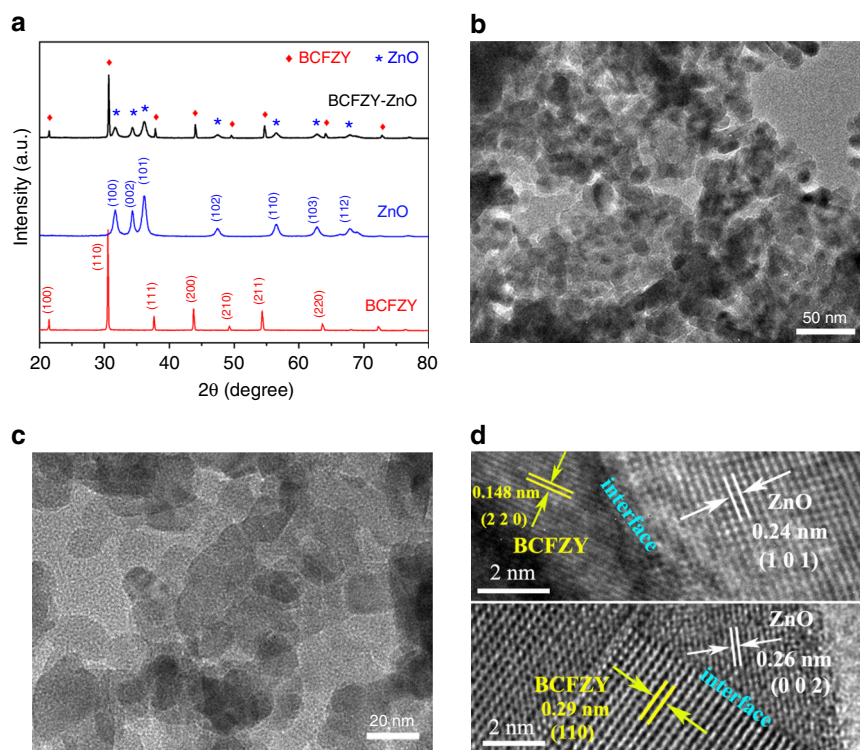 a
♦ BCFZY * ZnO
BCFZY-ZnO
(100)
(002)
(101)
(102)
(110)
(103)
(112)
ZnO
(100)
(110)
(111)
(200)
(210)
(211)
(220)
BCFZY
Intensity (a.u.)
20 30 40 50 60 70 80
2θ (degree)
b
50 nm
c
20 nm
d
0.148 nm
(2 2 0)
BCFZY
interface
ZnO
0.24 nm
(1 0 1)
2 nm
ZnO
0.26 nm
(0 0 2)
BCFZY
0.29 nm
(110)
interface
2 nm